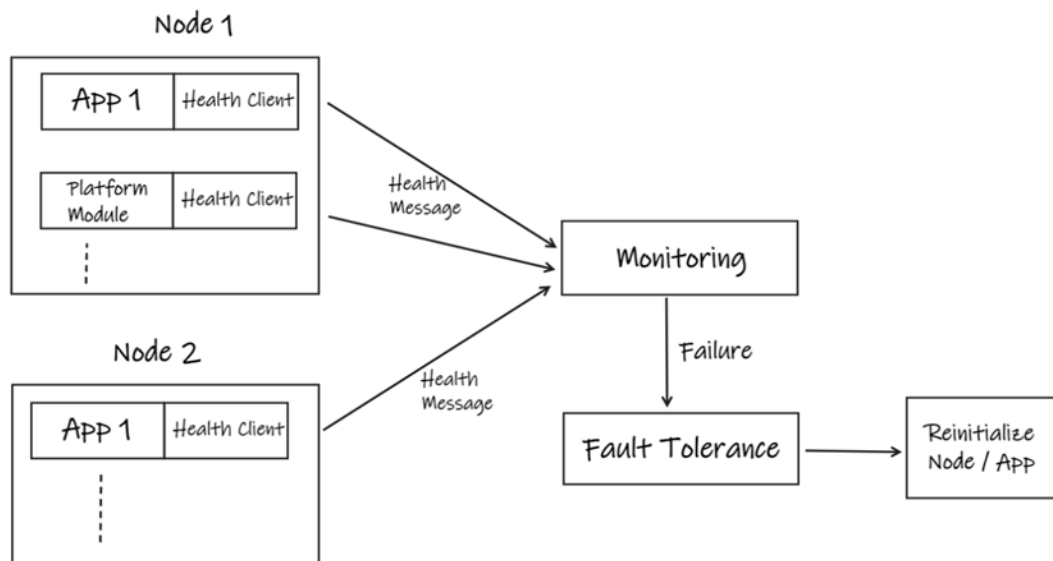 Node 1
App 1
Health Client
Platform
Module
Health Client
Health
Message
Monitoring
Node 2
Failure
Health
Message
App 1
Health Client
Fault Tolerance
Reinitialize
Node / App